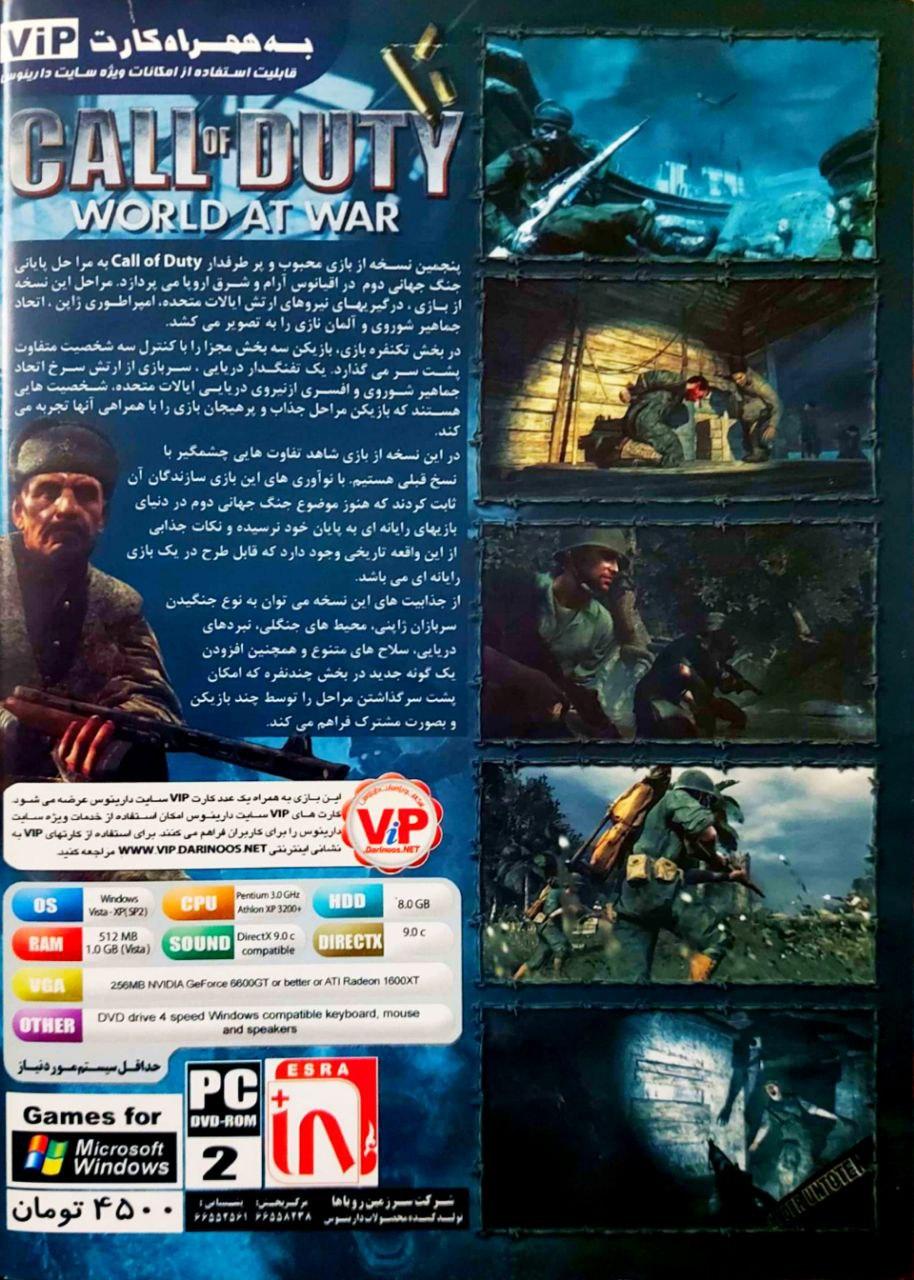 به همراه کارت ViP
قابلیت استفاده از امکانات ویژه سایت دارینوس
CALL OF DUTY
WORLD AT WAR
پنجمین نسخه از بازی محبوب و پر طرفدار Call of Duty به مرا حل پایانی
جنگ جهانی دوم در اقیانوس آرام و شرق اروپا می پردازد. مراحل این نسخه
از بازی ، درگیریهای نیروهای ارتش ایالات متحده، امپراطوری ژاپن ، اتحاد
جماهیر شوروی و آلمان نازی را به تصویر می کشد.
در بخش تکنفره بازی، بازیکن سه بخش مجزا را با کنترل سه شخصیت متفاوت
پشت سر می گذارد. یک تفنگدار دریایی ، سربازی از ارتش سرخ اتحاد
جماهیر شوروی و افسری ازنیروی دریایی ایالات متحده، شخصیت هایی
هستند که بازیکن مراحل جذاب و پرهیجان بازی را با همراهی آنها تجربه می
کند.
در این نسخه از بازی شاهد تفاوت هایی چشمگیر با
نسخ قبلی هستیم. با نوآوری های این بازی سازندگان آن
ثابت کردند که هنوز موضوع جنگ جهانی دوم در دنیای
بازیهای رایانه ای به پایان خود نرسیده و نکات جذابی
از این واقعه تاریخی وجود دارد که قابل طرح در یک بازی
رایانه ای می باشد.
از جذابیت های این نسخه می توان به نوع جنگیدن
سربازان ژاپنی، محیط های جنگلی، نبردهای
دریایی، سلاح های متنوع و همچنین افزودن
یک گونه جدید در بخش چندنفره که امکان
پشت سرگذاشتن مراحل را توسط چند بازیکن
و بصورت مشترک فراهم می کند.
این بازی به همراه یک عدد کارت VIP سایت دارینوس عرضه می شود.
کارت های VIP سایت دارینوس امکان استفاده از خدمات ویژه سایت
دارینوس را برای کاربران فراهم می کنند. برای استفاده از کارتهای VIP به
نشانی اینترنتی WWW.VIP.DARINOOS.NET مراجعه کنید.
ViP
Darinoos.NET
OS Windows Vista - XP(SP2) CPU Pentium 3.0 GHz Athlon XP 3200+ HDD 8.0 GB
RAM 512 MB 1.0 GB (Vista) SOUND DirectX 9.0 c compatible DIRECTX 9.0 c
VGA 256MB NVIDIA GeForce 6600GT or better or ATI Radeon 1600XT
OTHER DVD drive 4 speed Windows compatible keyboard, mouse
and speakers
حداقل سیستم مورد نیاز
Games for
Microsoft
Windows
PC
DVD-ROM
2
ESRA
+
۴۵۰۰ تومان
شرکت سرزمین رویاها
تولید کننده محصولات دارینوس
مرکز پخش: ۶۶۵۵۸۲۳۸
پشتیبانی: ۶۶۵۵۲۵۶۱